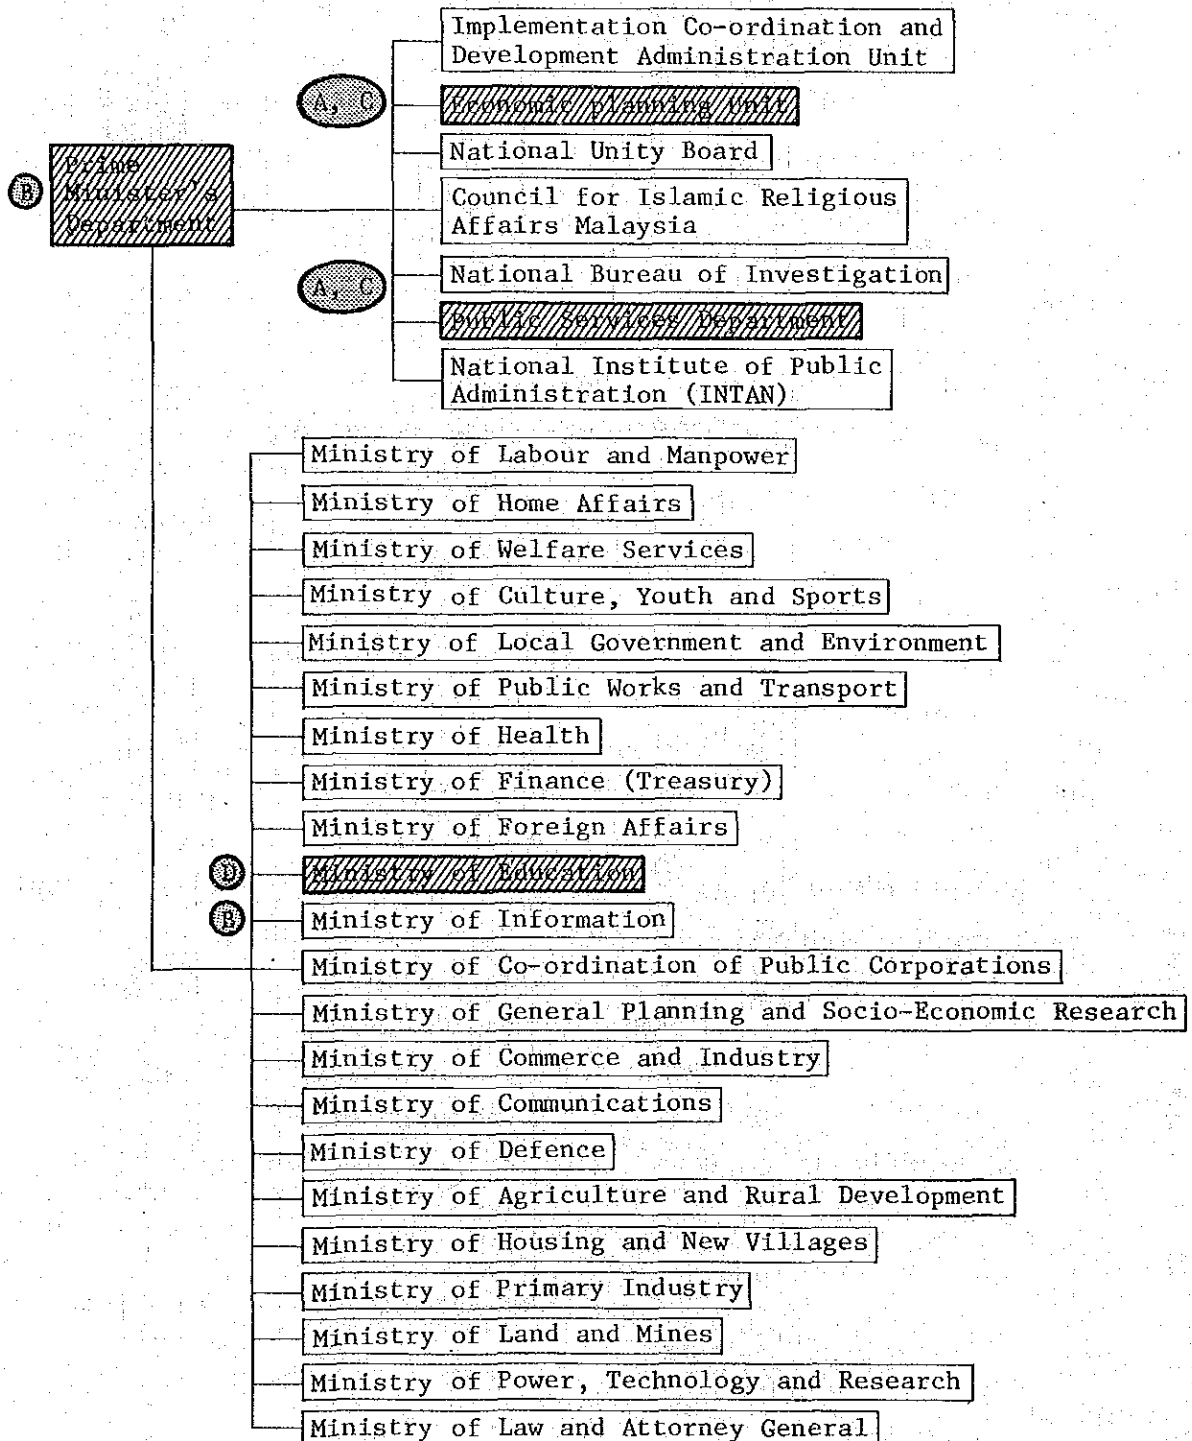 Implementation Co-ordination and
Development Administration Unit
A, C
Economic planning Unit
National Unity Board
B
Prime
Minister's
Department
Council for Islamic Religious
Affairs Malaysia
A, C
National Bureau of Investigation
Public Services Department
National Institute of Public
Administration (INTAN)
Ministry of Labour and Manpower
Ministry of Home Affairs
Ministry of Welfare Services
Ministry of Culture, Youth and Sports
Ministry of Local Government and Environment
Ministry of Public Works and Transport
Ministry of Health
Ministry of Finance (Treasury)
Ministry of Foreign Affairs
D
Ministry of Education
B
Ministry of Information
Ministry of Co-ordination of Public Corporations
Ministry of General Planning and Socio-Economic Research
Ministry of Commerce and Industry
Ministry of Communications
Ministry of Defence
Ministry of Agriculture and Rural Development
Ministry of Housing and New Villages
Ministry of Primary Industry
Ministry of Land and Mines
Ministry of Power, Technology and Research
Ministry of Law and Attorney General